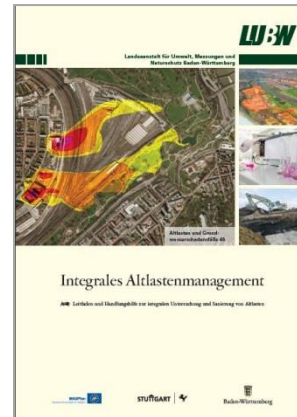 LUBW
Landesanstalt für Umwelt, Messungen und
Naturschutz Baden-Württemberg
Altlasten und Grund-
wasserschadensfälle 48
Integrales Altlastenmanagement
Leitfaden und Handlungshilfe zur integralen Untersuchung und Sanierung von Altlasten
STUTTGART
Baden-Württemberg